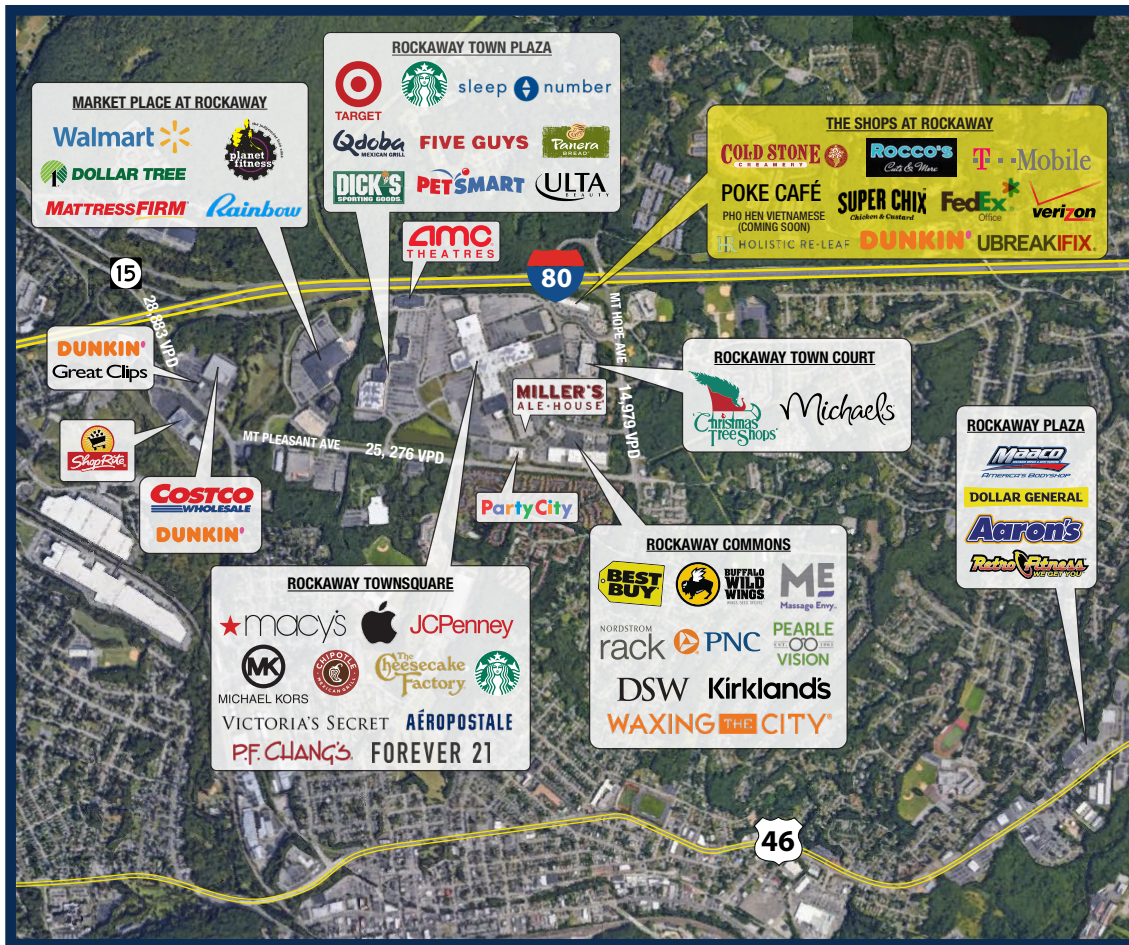 ROCKAWAY TOWN PLAZA
TARGET
sleep number
Qdoba
MEXICAN GRILL
FIVE GUYS
Panera
BREAD
DICK'S
SPORTING GOODS
PETSMART
ULTA
BEAUTY
MARKET PLACE AT ROCKAWAY
Walmart
planet
fitness
DOLLAR TREE
MATTRESSFIRM
Rainbow
THE SHOPS AT ROCKAWAY
COLD STONE
CREAMERY
ROCCO'S
Cuts & More
T Mobile
POKE CAFÉ
SUPER CHIX
Chicken & Custard
FedEx
Office
verizon
PHO HEN VIETNAMESE
(COMING SOON)
HOLISTIC RE-LEAF
DUNKIN'
UBREAKIFIX
amc
THEATRES
15
80
28,883 VPD
MT HOPE AVE 14,979 VPD
DUNKIN'
Great Clips
ROCKAWAY TOWN COURT
Christmas
Tree Shops
Michaels
MILLER'S
ALE·HOUSE
ShopRite
MT PLEASANT AVE 25, 276 VPD
COSTCO
WHOLESALE
DUNKIN'
PartyCity
ROCKAWAY PLAZA
Maaco
AMERICA'S BODYSHOP
DOLLAR GENERAL
Aaron's
Retro Fitness
WE GET YOU
ROCKAWAY TOWNSQUARE
macy's
JCPenney
MK
MICHAEL KORS
CHIPOTLE
MEXICAN GRILL
The
Cheesecake
Factory
VICTORIA'S SECRET
AÉROPOSTALE
P.F. CHANG'S
FOREVER 21
ROCKAWAY COMMONS
BEST
BUY
BUFFALO
WILD
WINGS
ME
Massage Envy
NORDSTROM
rack
PNC
PEARLE
VISION
DSW
Kirkland's
WAXING THE CITY
46